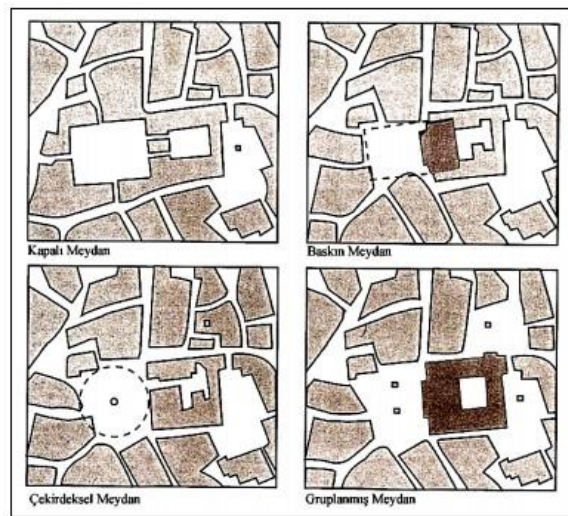 Kapalı Meydan
Baskın Meydan
Çekirdeksel Meydan
Gruplanmış Meydan